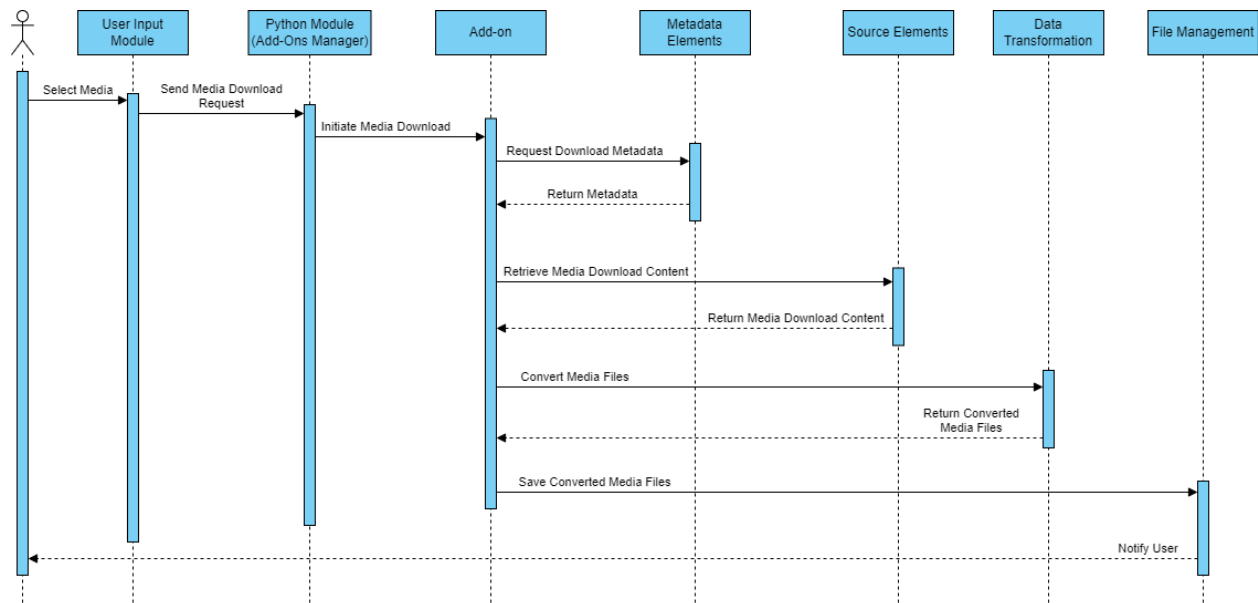 User Input
Module
Python Module
(Add-Ons Manager)
Add-on
Metadata
Elements
Source Elements
Data
Transformation
File Management
Select Media
Send Media Download
Request
Initiate Media Download
Request Download Metadata
Return Metadata
Retrieve Media Download Content
Return Media Download Content
Convert Media Files
Return Converted
Media Files
Save Converted Media Files
Notify User